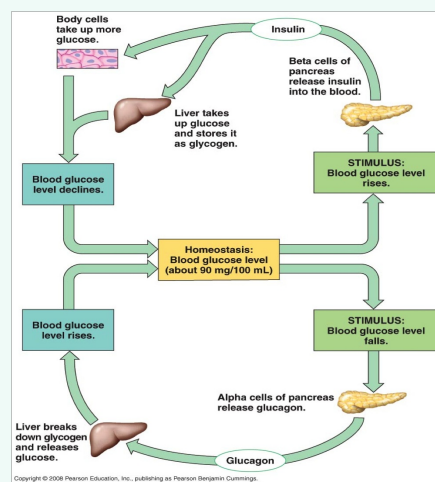 Body cells
take up more
glucose.
Insulin
Beta cells of
pancreas
release insulin
into the blood.
Liver takes
up glucose
and stores it
as glycogen.
STIMULUS:
Blood glucose level
rises.
Blood glucose
level declines.
Homeostasis:
Blood glucose level
(about 90 mg/100 mL)
Blood glucose
level rises.
STIMULUS:
Blood glucose level
falls.
Alpha cells of pancreas
release glucagon.
Liver breaks
down glycogen
and releases
glucose.
Glucagon
Copyright © 2008 Pearson Education, Inc., publishing as Pearson Benjamin Cummings.